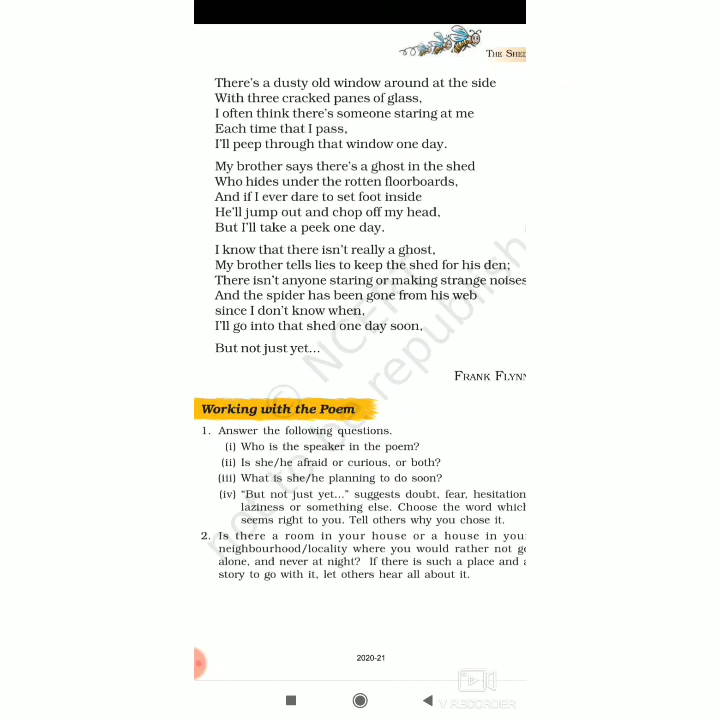 THE SHED
There's a dusty old window around at the side
With three cracked panes of glass,
I often think there's someone staring at me
Each time that I pass,
I'll peep through that window one day.
My brother says there's a ghost in the shed
Who hides under the rotten floorboards,
And if I ever dare to set foot inside
He'll jump out and chop off my head,
But I'll take a peek one day.
I know that there isn't really a ghost,
My brother tells lies to keep the shed for his den;
There isn't anyone staring or making strange noises
And the spider has been gone from his web
since I don't know when,
I'll go into that shed one day soon,
But not just yet...
FRANK FLYNN
© NCERT
not to be republish
Working with the Poem
1. Answer the following questions.
(i) Who is the speaker in the poem?
(ii) Is she/he afraid or curious, or both?
(iii) What is she/he planning to do soon?
(iv) “But not just yet...” suggests doubt, fear, hesitation
laziness or something else. Choose the word which
seems right to you. Tell others why you chose it.
2. Is there a room in your house or a house in your
neighbourhood/locality where you would rather not go
alone, and never at night? If there is such a place and a
story to go with it, let others hear all about it.
2020-21
V RECORDER